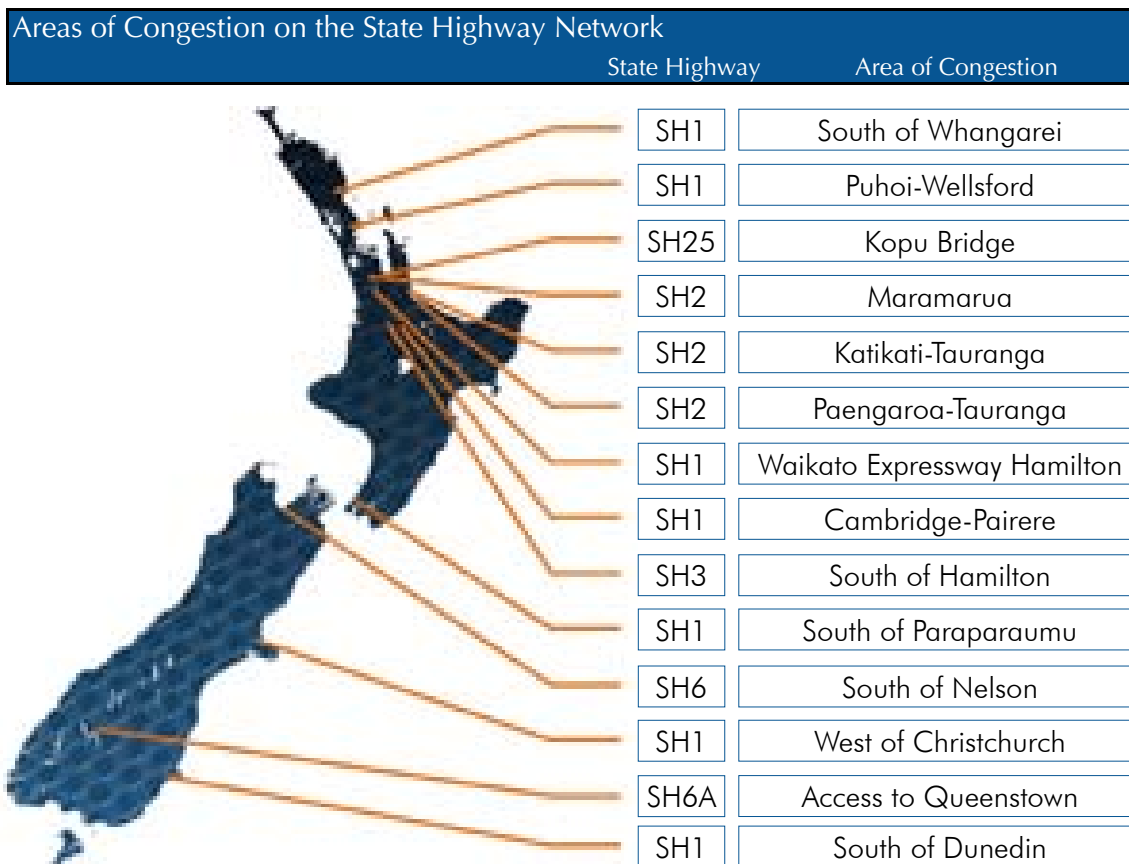 Areas of Congestion on the State Highway Network
State Highway Area of Congestion
SH1 South of Whangarei
SH1 Puhoi-Wellsford
SH25 Kopu Bridge
SH2 Maramarua
SH2 Katikati-Tauranga
SH2 Paengaroa-Tauranga
SH1 Waikato Expressway Hamilton
SH1 Cambridge-Pairere
SH3 South of Hamilton
SH1 South of Paraparaumu
SH6 South of Nelson
SH1 West of Christchurch
SH6A Access to Queenstown
SH1 South of Dunedin